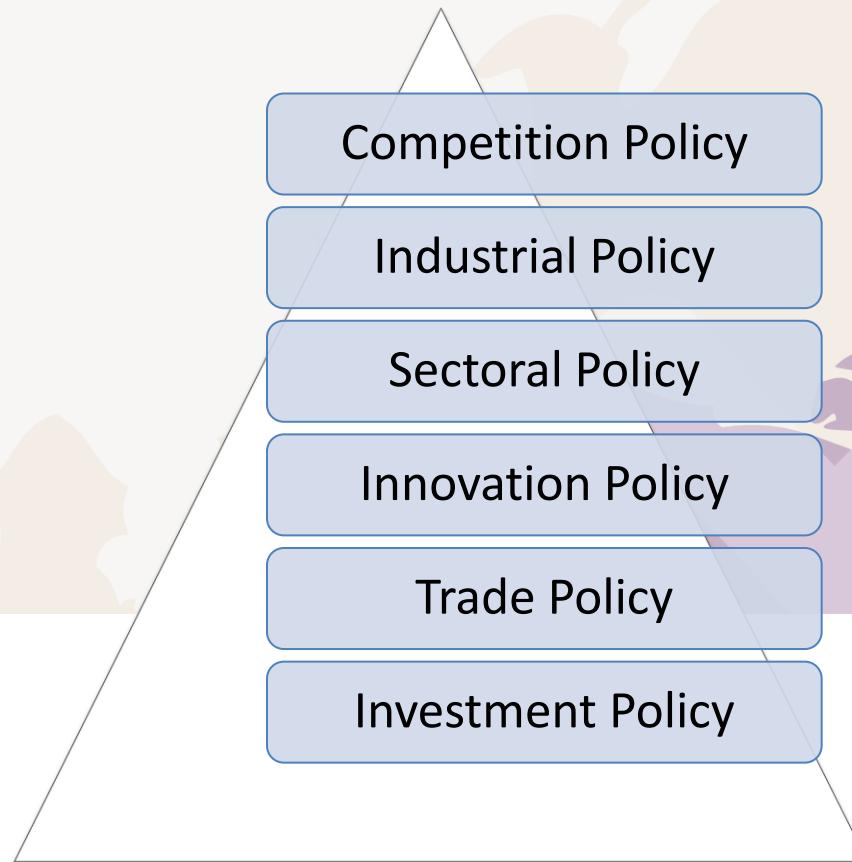 Competition Policy
Industrial Policy
Sectoral Policy
Innovation Policy
Trade Policy
Investment Policy